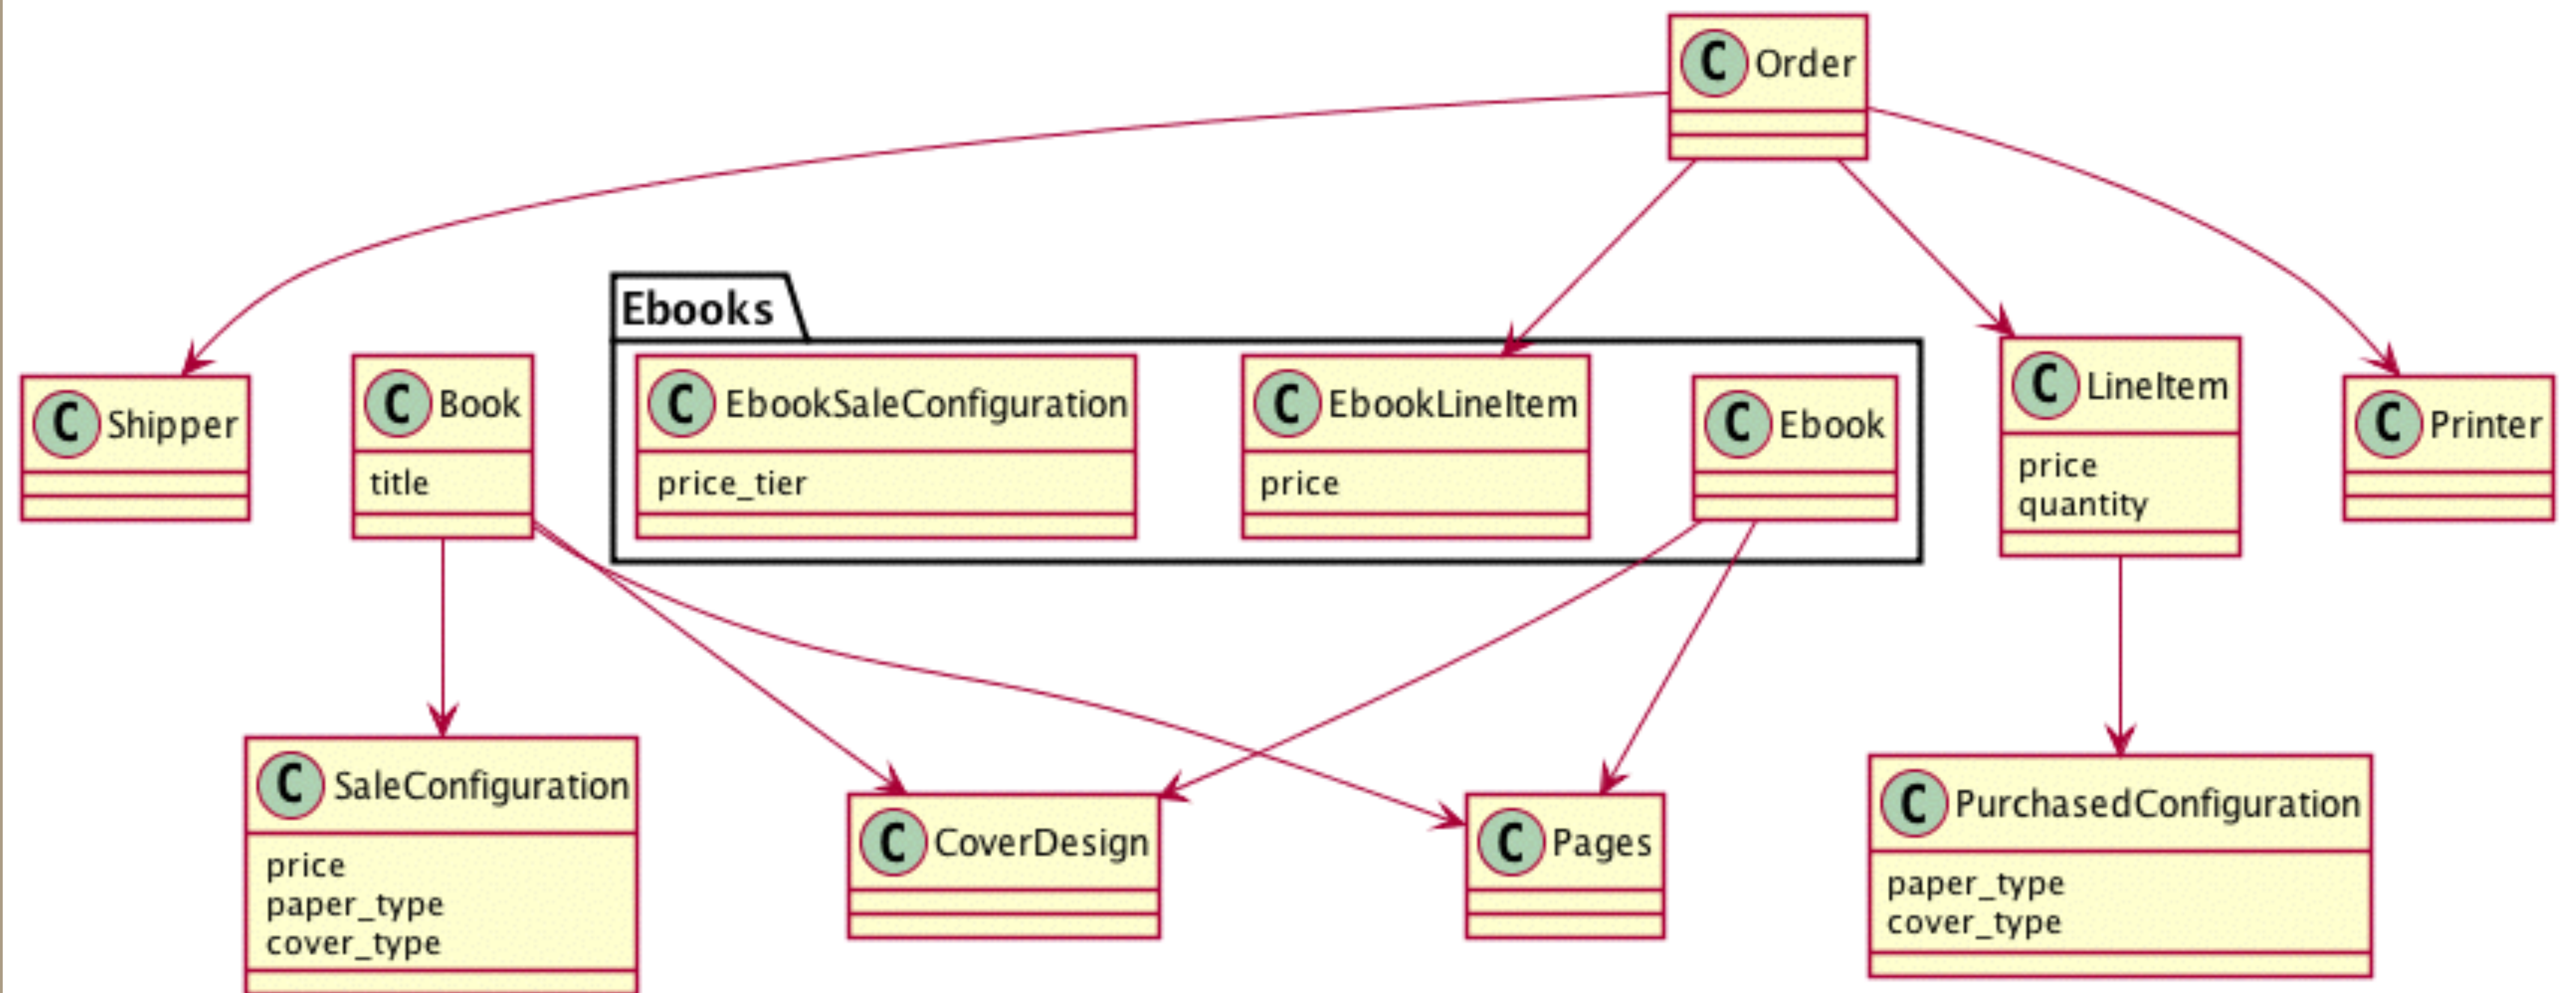 C Order
Ebooks
C Shipper
C Book
title
C EbookSaleConfiguration
price_tier
C EbookLineItem
price
C Ebook
C LineItem
price
quantity
C Printer
C SaleConfiguration
price
paper_type
cover_type
C CoverDesign
C Pages
C PurchasedConfiguration
paper_type
cover_type